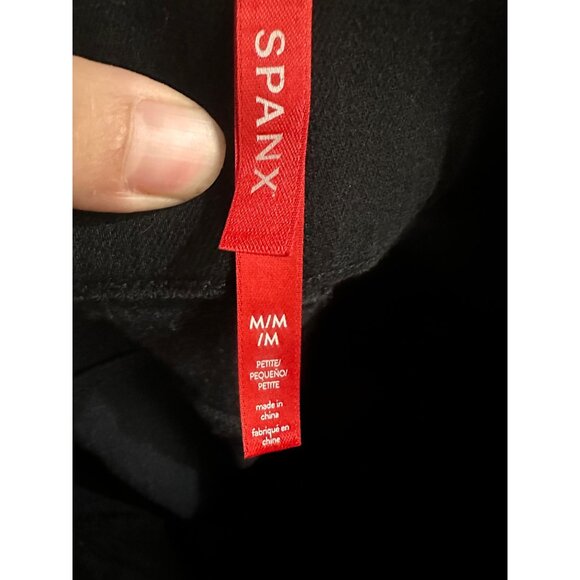 SPANX
M/M
/M
PETITE/
PEQUEÑO/
PETITE
made in
china
fabriqué en
chine